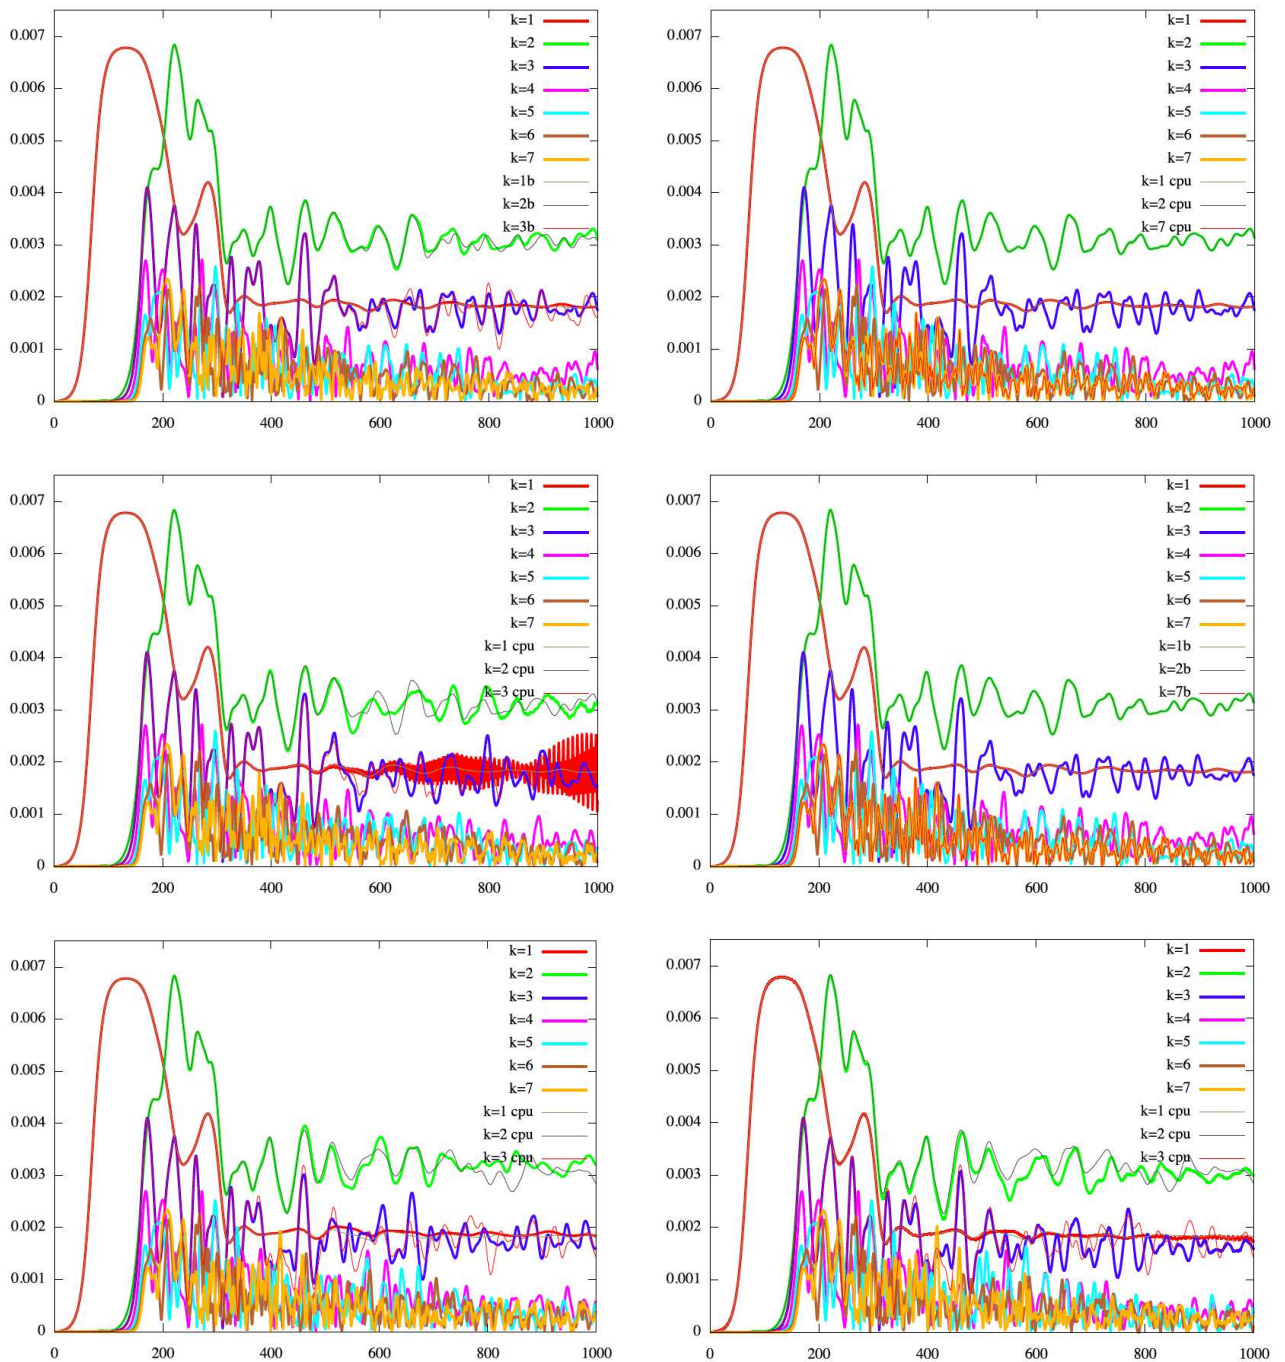 0.007
0.006
0.005
0.004
0.003
0.002
0.001
0
0
200
400
600
800
1000
k=1
k=2
k=3
k=4
k=5
k=6
k=7
k=1b
k=2b
k=3b
0.007
0.006
0.005
0.004
0.003
0.002
0.001
0
0
200
400
600
800
1000
k=1
k=2
k=3
k=4
k=5
k=6
k=7
k=1 cpu
k=2 cpu
k=7 cpu
0.007
0.006
0.005
0.004
0.003
0.002
0.001
0
0
200
400
600
800
1000
k=1
k=2
k=3
k=4
k=5
k=6
k=7
k=1 cpu
k=2 cpu
k=3 cpu
0.007
0.006
0.005
0.004
0.003
0.002
0.001
0
0
200
400
600
800
1000
k=1
k=2
k=3
k=4
k=5
k=6
k=7
k=1b
k=2b
k=7b
0.007
0.006
0.005
0.004
0.003
0.002
0.001
0
0
200
400
600
800
1000
k=1
k=2
k=3
k=4
k=5
k=6
k=7
k=1 cpu
k=2 cpu
k=3 cpu
0.007
0.006
0.005
0.004
0.003
0.002
0.001
0
0
200
400
600
800
1000
k=1
k=2
k=3
k=4
k=5
k=6
k=7
k=1 cpu
k=2 cpu
k=3 cpu